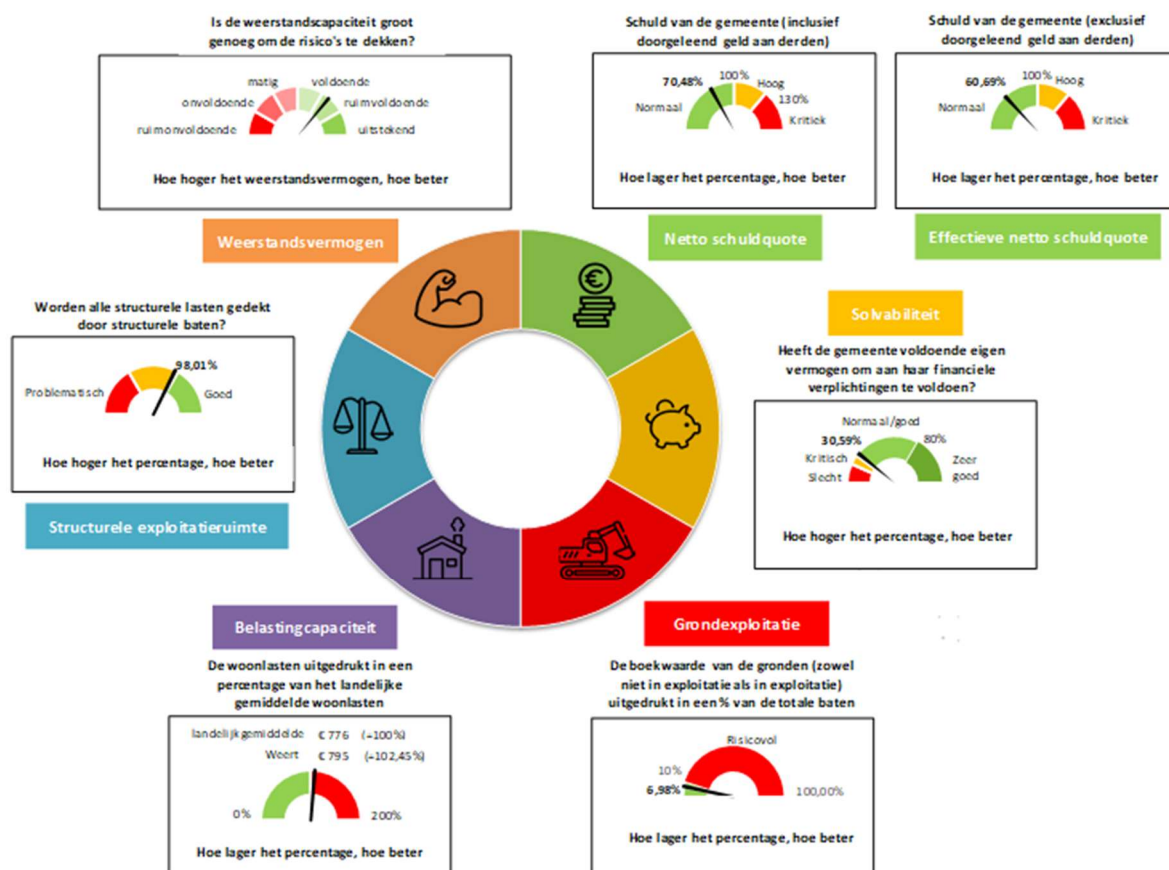 Is de weerstandscapaciteit groot
genoeg om de risico's te dekken?
matig
voldoende
onvoldoende
ruim voldoende
ruim onvoldoende
uitstekend
Hoe hoger het weerstandsvermogen, hoe beter
Weerstandsvermogen
Schuld van de gemeente (inclusief
doorgeleend geld aan derden)
70,48%
100%
Hoog
Normaal
130%
Kritiek
Hoe lager het percentage, hoe beter
Netto schuldquote
Schuld van de gemeente (exclusief
doorgeleend geld aan derden)
60,69%
100%
Hoog
Normaal
Kritiek
Hoe lager het percentage, hoe beter
Effectieve netto schuldquote
Worden alle structurele lasten gedekt
door structurele baten?
98,01%
Problematisch
Goed
Hoe hoger het percentage, hoe beter
Structurele exploitatieruimte
Solvabiliteit
Heeft de gemeente voldoende eigen
vermogen om aan haar financiele
verplichtingen te voldoen?
Normaal/goed
30,59%
80%
Kritisch
Zeer
goed
Slecht
Hoe hoger het percentage, hoe beter
Belastingcapaciteit
De woonlasten uitgedrukt in een
percentage van het landelijke
gemiddelde woonlasten
landelijk gemiddelde € 776 (=100%)
Weert € 795 (=102,45%)
0%
200%
Hoe lager het percentage, hoe beter
Grondexploitatie
De boekwaarde van de gronden (zowel
niet in exploitatie als in exploitatie)
uitgedrukt in een % van de totale baten
Risicovol
10%
6,98%
100,00%
Hoe lager het percentage, hoe beter